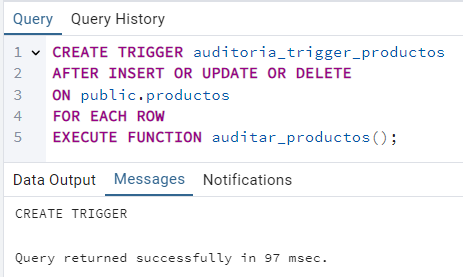 Query Query History
1 CREATE TRIGGER auditoria_trigger_productos
2 AFTER INSERT OR UPDATE OR DELETE
3 ON public.productos
4 FOR EACH ROW
5 EXECUTE FUNCTION auditar_productos();
Data Output Messages Notifications
CREATE TRIGGER
Query returned successfully in 97 msec.